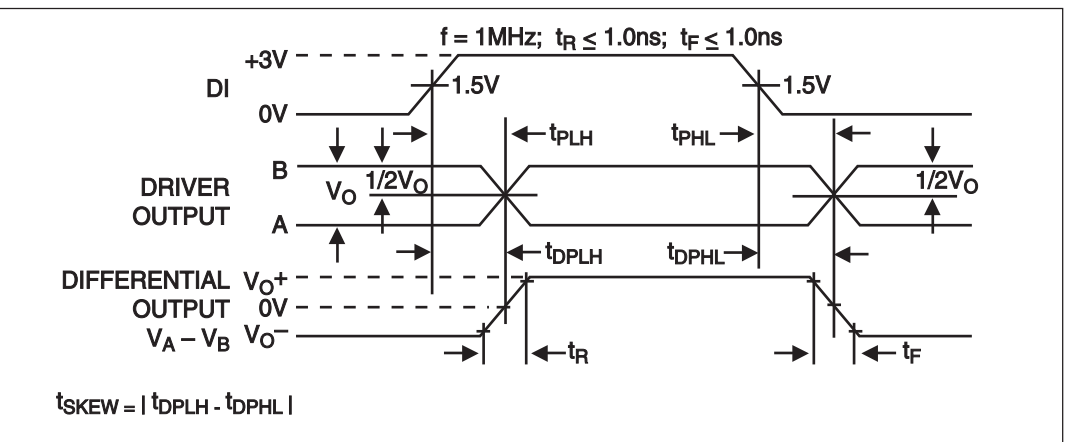 f = 1MHz; tR ≤ 1.0ns; tF ≤ 1.0ns
+3V
DI
1.5V
1.5V
0V
tPLH
tPHL
B
DRIVER
OUTPUT
VO
1/2VO
1/2VO
A
tDPLH
tDPHL
DIFFERENTIAL
OUTPUT
VA – VB
VO+
0V
VO–
tR
tF
tSKEW = | tDPLH - tDPHL |